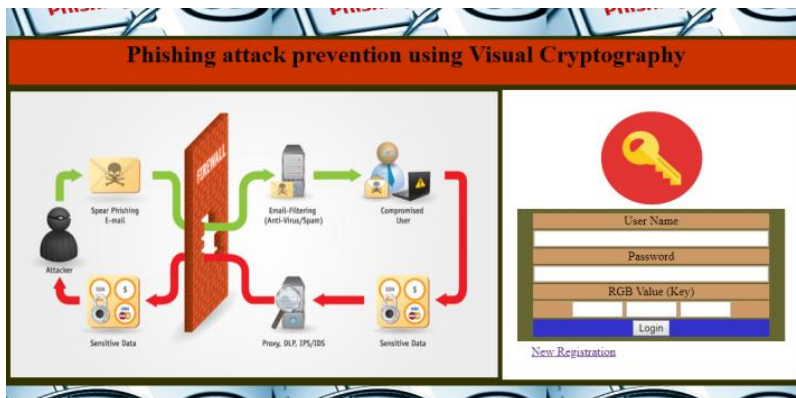 Phishing attack prevention using Visual Cryptography
FIREWALL
Spear Phishing
E-mail
Email-Filtering
(Anti-Virus/Spam)
Compromised
User
Attacker
Sensitive Data
Proxy, DLP, IPS/IDS
Sensitive Data
User Name
Password
RGB Value (Key)
Login
New Registration